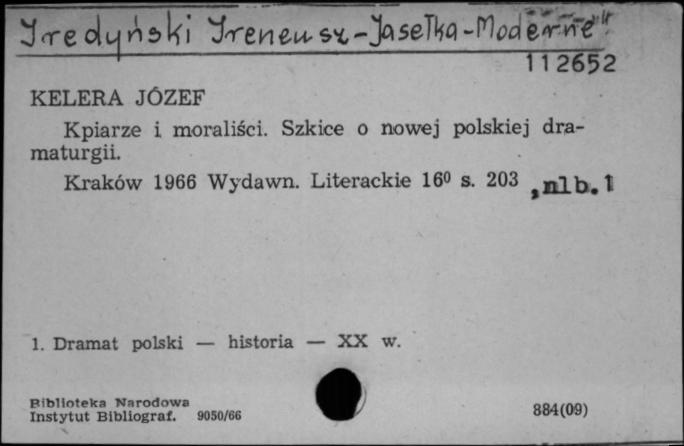 Iredyński Ireneusz - Jasełka - Moderne"
112652
KELERA JÓZEF
Kpiarze i moraliści. Szkice o nowej polskiej dra-
maturgii.
Kraków 1966 Wydawn. Literackie 16⁰ s. 203 , nlb. 1
1. Dramat polski — historia — XX w.
Biblioteka Narodowa
Instytut Bibliograf. 9050/66
884(09)